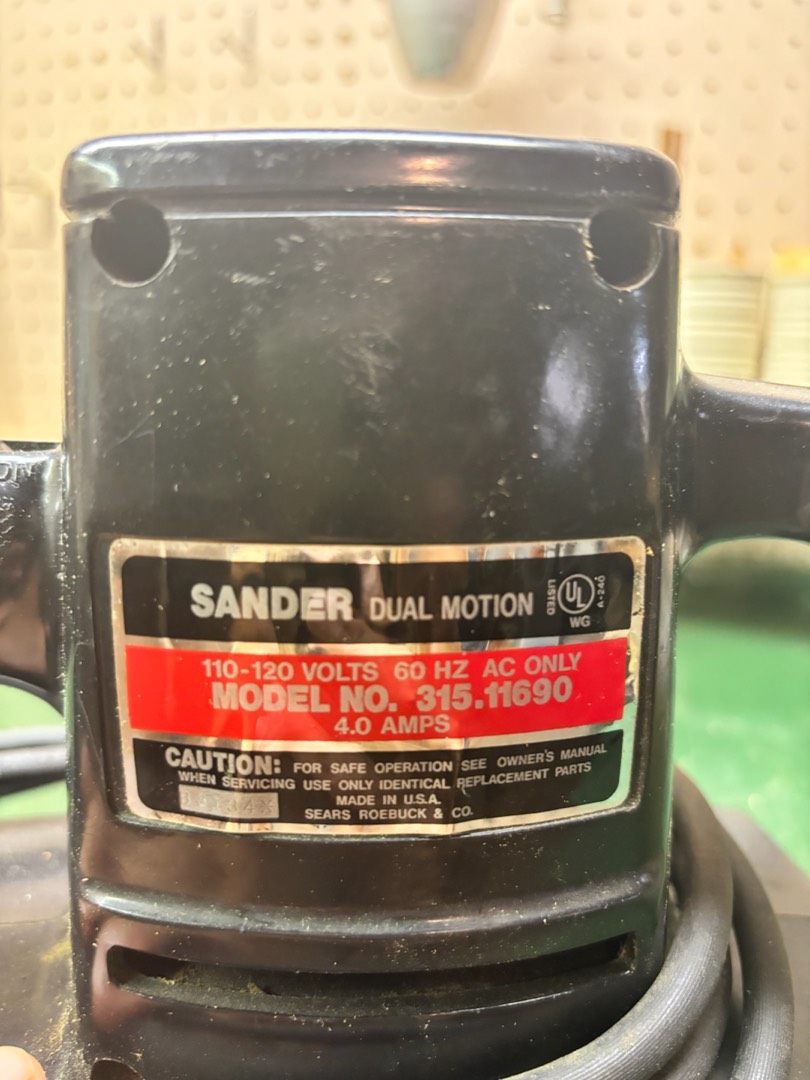 SANDER DUAL MOTION
LISTED UL A-240
WG
110-120 VOLTS 60 HZ AC ONLY
MODEL NO. 315.11690
4.0 AMPS
CAUTION: FOR SAFE OPERATION SEE OWNER'S MANUAL
WHEN SERVICING USE ONLY IDENTICAL REPLACEMENT PARTS
MADE IN U.S.A.
SEARS ROEBUCK & CO.